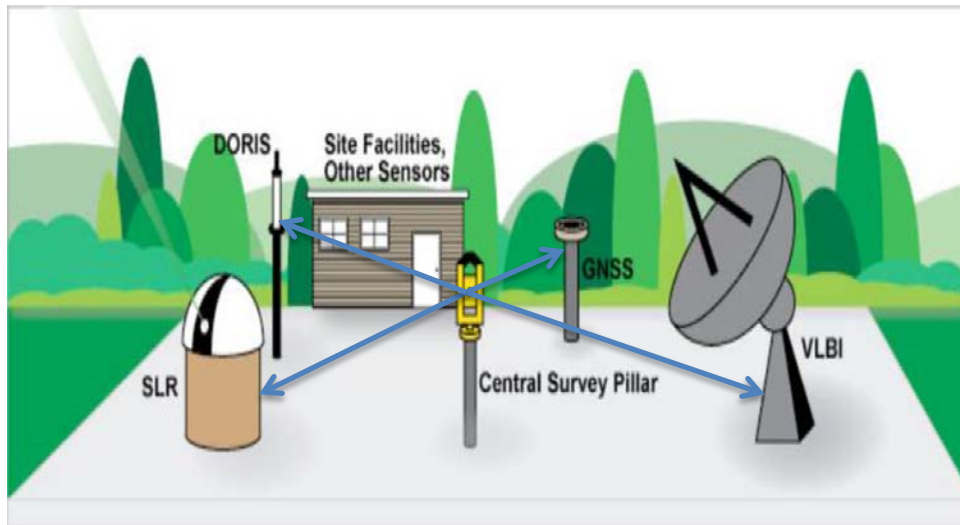 DORIS
Site Facilities,
Other Sensors
GNSS
VLBI
SLR
Central Survey Pillar